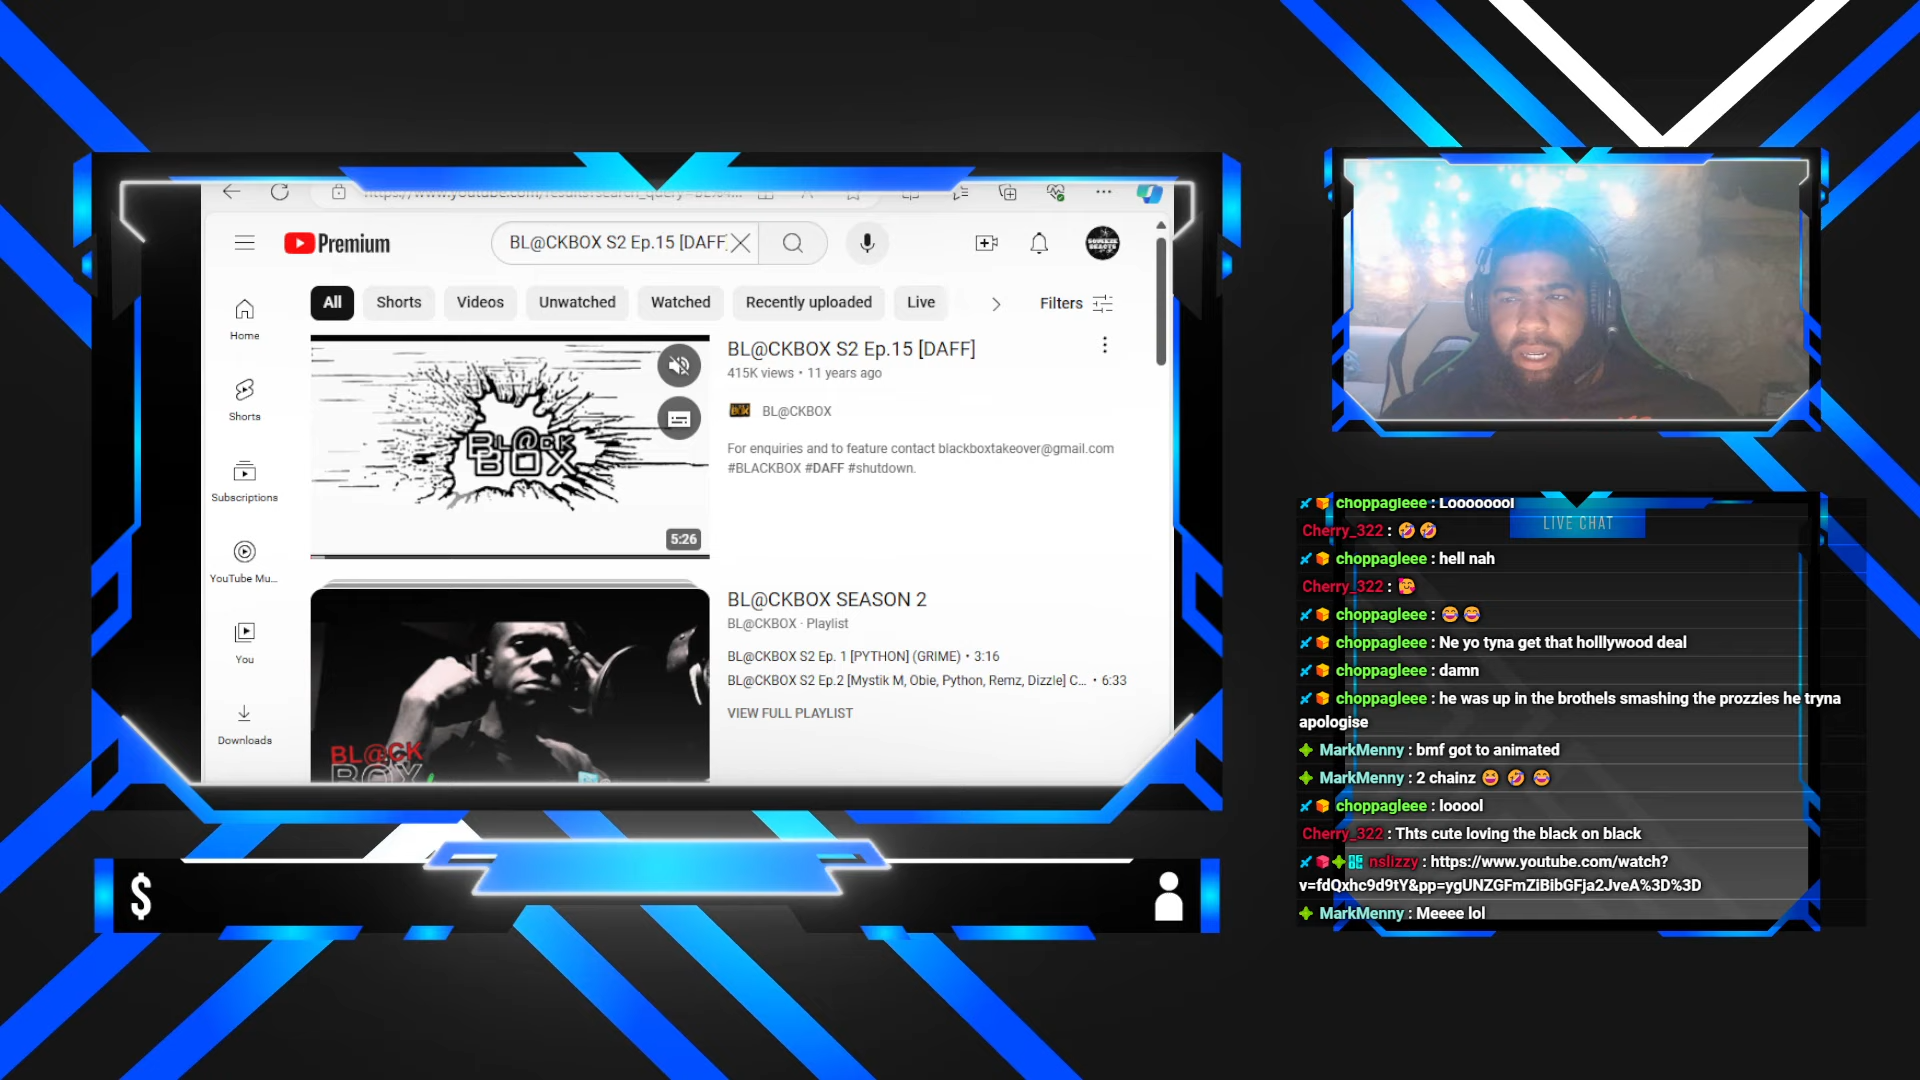 Premium
BL@CKBOX S2 Ep.15 [DAFF
All
Shorts
Videos
Unwatched
Watched
Recently uploaded
Live
Filters
Home
Shorts
Subscriptions
YouTube Mu...
You
Downloads
BL@CK
BOX
5:26
BL@CKBOX S2 Ep.15 [DAFF]
415K views • 11 years ago
BL@CKBOX
For enquiries and to feature contact blackboxtakeover@gmail.com
#BLACKBOX #DAFF #shutdown.
BL@CK
BOX
BL@CKBOX SEASON 2
BL@CKBOX · Playlist
BL@CKBOX S2 Ep. 1 [PYTHON] (GRIME) • 3:16
BL@CKBOX S2 Ep.2 [Mystik M, Obie, Python, Remz, Dizzle] C... • 6:33
VIEW FULL PLAYLIST
$
LIVE CHAT
choppagleee : Loooooool
Cherry_322 : 🤣 🤣
choppagleee : hell nah
Cherry_322 : 🥰
choppagleee : 😂 😂
choppagleee : Ne yo tyna get that holllywood deal
choppagleee : damn
choppagleee : he was up in the brothels smashing the prozzies he tryna
apologise
MarkMenny : bmf got to animated
MarkMenny : 2 chainz 😆 🤣 😂
choppagleee : looool
Cherry_322 : Thts cute loving the black on black
nslizzy : https://www.youtube.com/watch?
v=fdQxhc9d9tY&pp=ygUNZGFmZiBibGFja2JveA%3D%3D
MarkMenny : Meeee lol